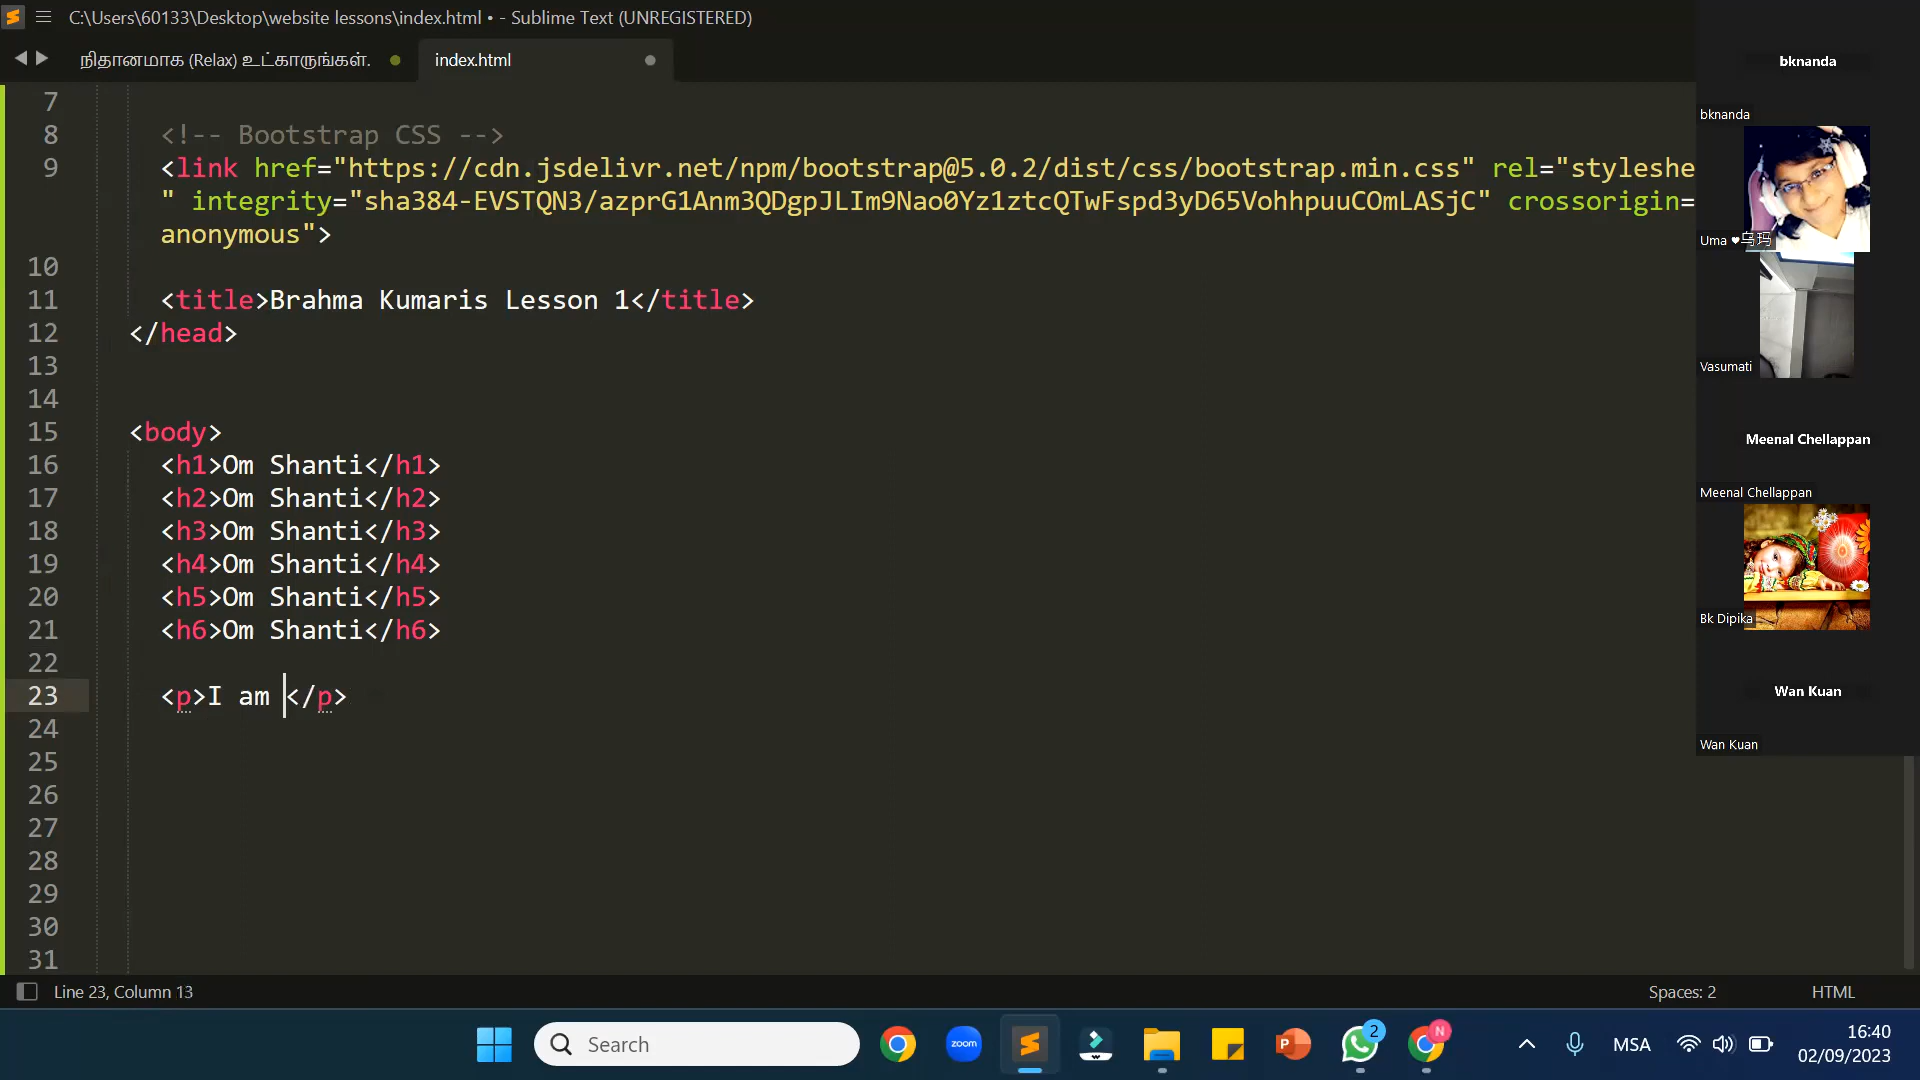 C:\Users\60133\Desktop\website lessons\index.html • - Sublime Text (UNREGISTERED)
நிதானமாக (Relax) உட்காருங்கள்.
index.html
7
8 <!-- Bootstrap CSS -->
9 <link href="https://cdn.jsdelivr.net/npm/bootstrap@5.0.2/dist/css/bootstrap.min.css" rel="styleshe
" integrity="sha384-EVSTQN3/azprG1Anm3QDgpJLIm9Nao0Yz1ztcQTwFspd3yD65VohhpuuCOmLASjC" crossorigin=
anonymous">
10
11 <title>Brahma Kumaris Lesson 1</title>
12 </head>
13
14
15 <body>
16 <h1>Om Shanti</h1>
17 <h2>Om Shanti</h2>
18 <h3>Om Shanti</h3>
19 <h4>Om Shanti</h4>
20 <h5>Om Shanti</h5>
21 <h6>Om Shanti</h6>
22
23 <p>I am </p>
24
25
26
27
28
29
30
31
bknanda
bknanda
Uma ♥乌玛
Vasumati
Meenal Chellappan
Meenal Chellappan
Bk Dipika
Wan Kuan
Wan Kuan
Line 23, Column 13
Spaces: 2
HTML
Search
zoom
P
2
N
MSA
16:40
02/09/2023